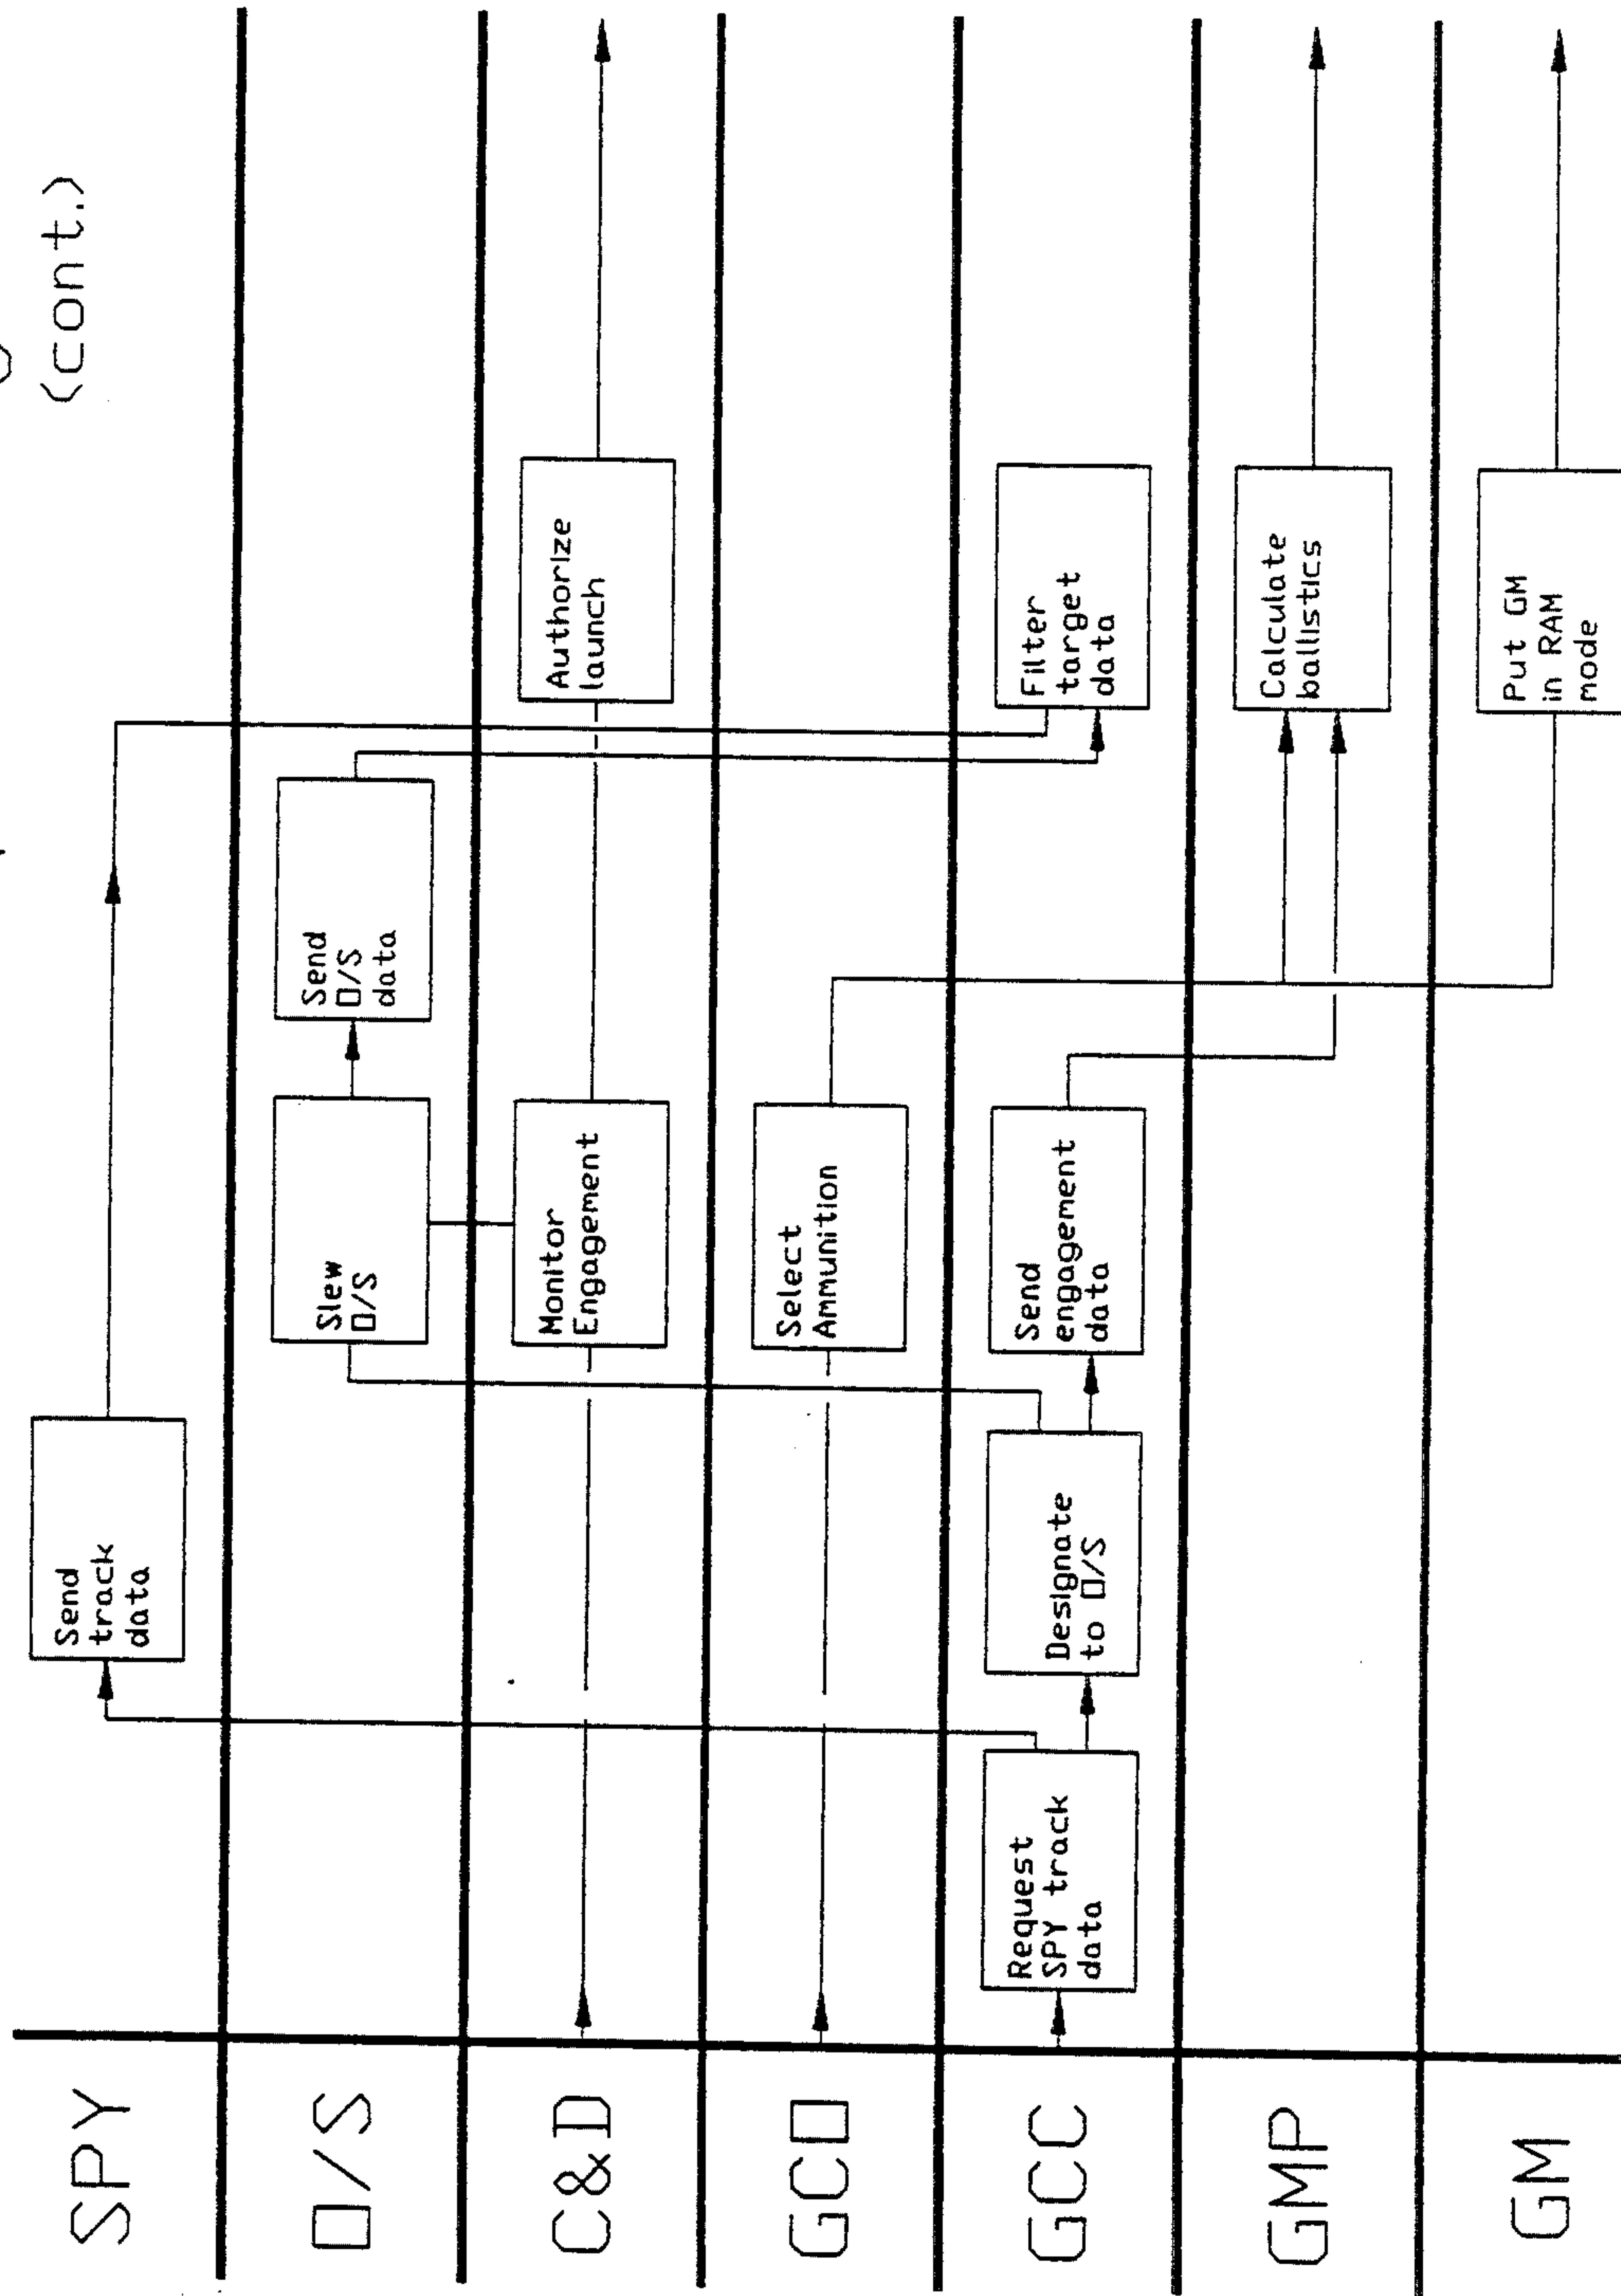 (cont.)
SPY
Send
track
data
O/S
Slew
O/S
Send
O/S
data
C&D
Monitor
Engagement
Authorize
launch
GCO
Select
Ammunition
GCC
Request
SPY track
data
Designate
to O/S
Send
engagement
data
Filter
target
data
GMP
Calculate
ballistics
GM
Put GM
in RAM
mode